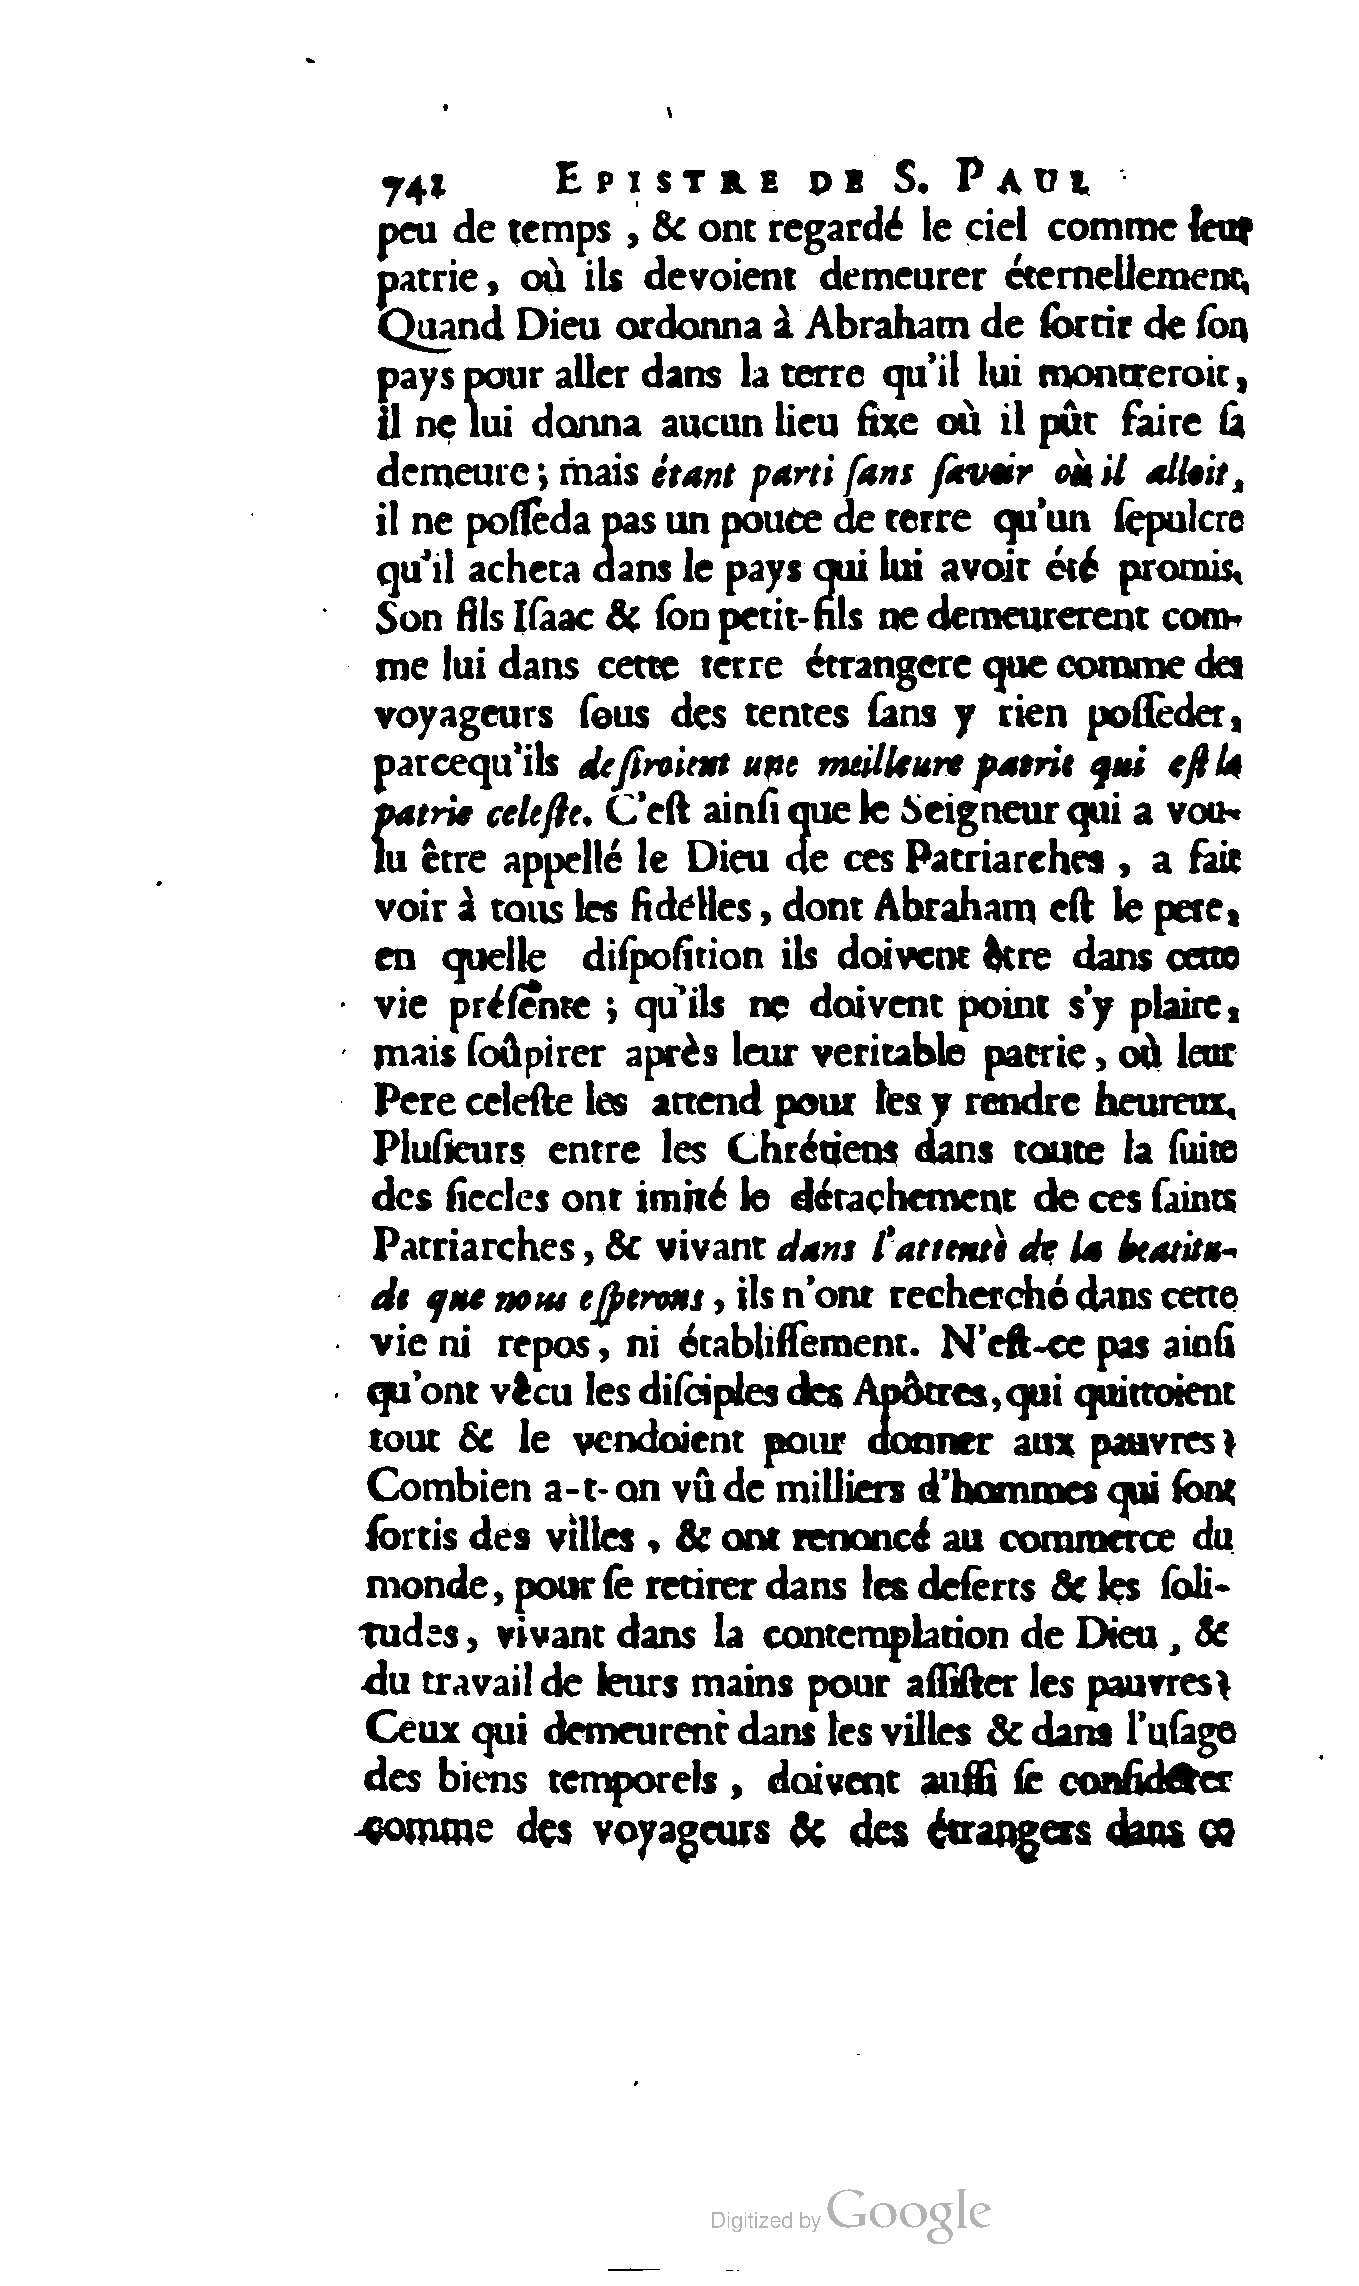 742 EPISTRE DE S. PAUL
peu de temps , & ont regardé le ciel comme leur
patrie, où ils devoient demeurer éternellement.
Quand Dieu ordonna à Abraham de ſortir de ſon
pays pour aller dans la terre qu'il lui montreroit,
il ne lui donna aucun lieu fixe où il pût faire ſa
demeure; mais étant parti ſans ſavoir où il alloit,
il ne poſſeda pas un pouce de terre qu'un ſepulcre
qu'il acheta dans le pays qui lui avoit été promis.
Son fils Iſaac & ſon petit-fils ne demeurerent com-
me lui dans cette terre étrangere que comme des
voyageurs ſous des tentes ſans y rien poſſeder,
parcequ'ils deſiroient une meilleure patrie qui eſt la
patrie celeſte. C'eſt ainſi que le Seigneur qui a vou-
lu être appellé le Dieu de ces Patriarches , a fait
voir à tous les fidélles, dont Abraham eſt le pere,
en quelle diſpoſition ils doivent être dans cette
vie préſente ; qu'ils ne doivent point s'y plaire,
mais ſoûpirer après leur veritable patrie, où leur
Pere celeſte les attend pour les y rendre heureux.
Pluſieurs entre les Chrétiens dans toute la ſuite
des ſiecles ont imité le détachement de ces ſaints
Patriarches, & vivant dans l'attente de la beatitu-
de que nous eſperons, ils n'ont recherché dans cette
vie ni repos, ni établiſſement. N'eſt-ce pas ainſi
qu'ont vêcu les diſciples des Apôtres, qui quittoient
tout & le vendoient pour donner aux pauvres?
Combien a-t-on vû de milliers d'hommes qui ſont
ſortis des villes , & ont renoncé au commerce du
monde, pour ſe retirer dans les deſerts & les ſoli-
tudes, vivant dans la contemplation de Dieu , &
du travail de leurs mains pour aſſiſter les pauvres?
Ceux qui demeurent dans les villes & dans l'uſage
des biens temporels , doivent auſſi ſe conſiderer
comme des voyageurs & des étrangers dans ce
Digitized by Google